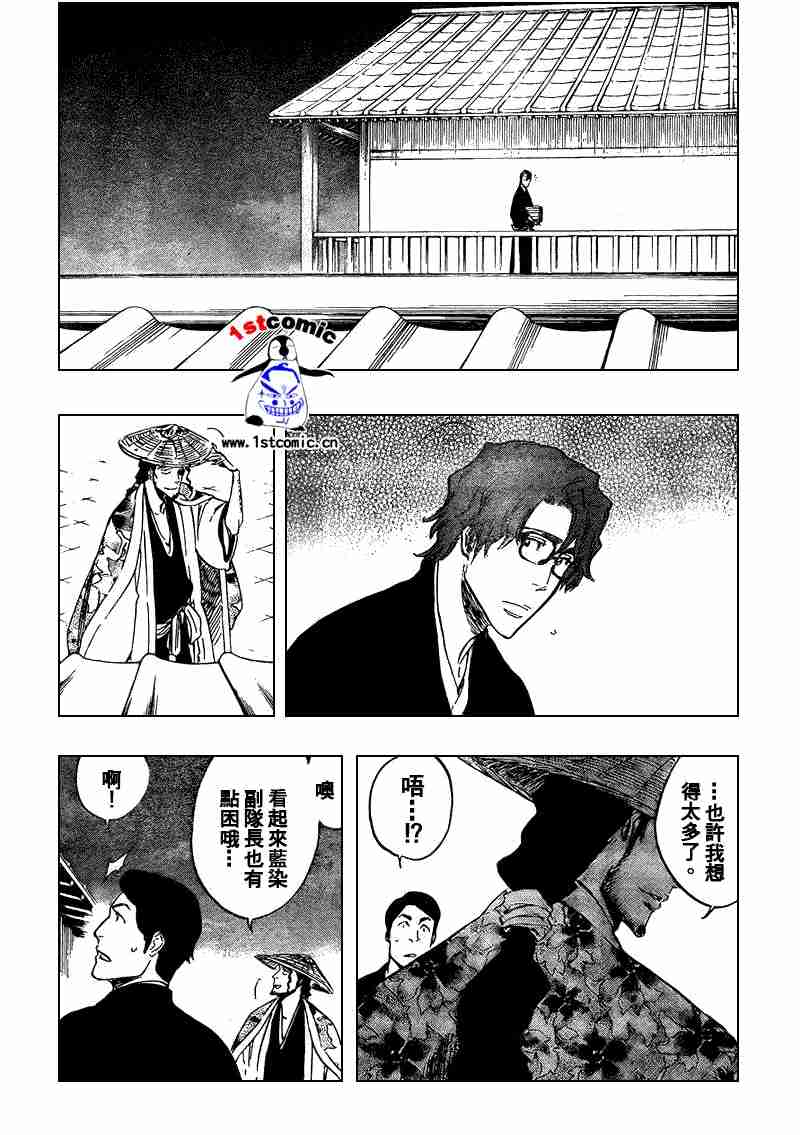 1stcomic
www.1stcomic.cn
…也許我想
得太多了。
唔…!?
噢
看起來藍染
副隊長也有
點困哦…
啊!